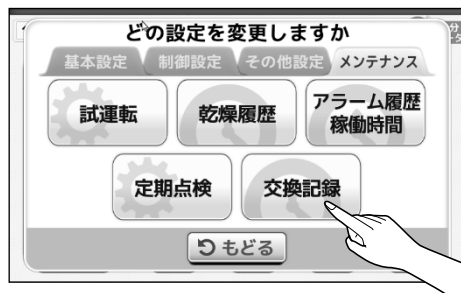 どの設定を変更しますか
基本設定 制御設定 その他設定 メンテナンス
試運転 乾燥履歴 アラーム履歴
稼働時間
定期点検 交換記録
もどる